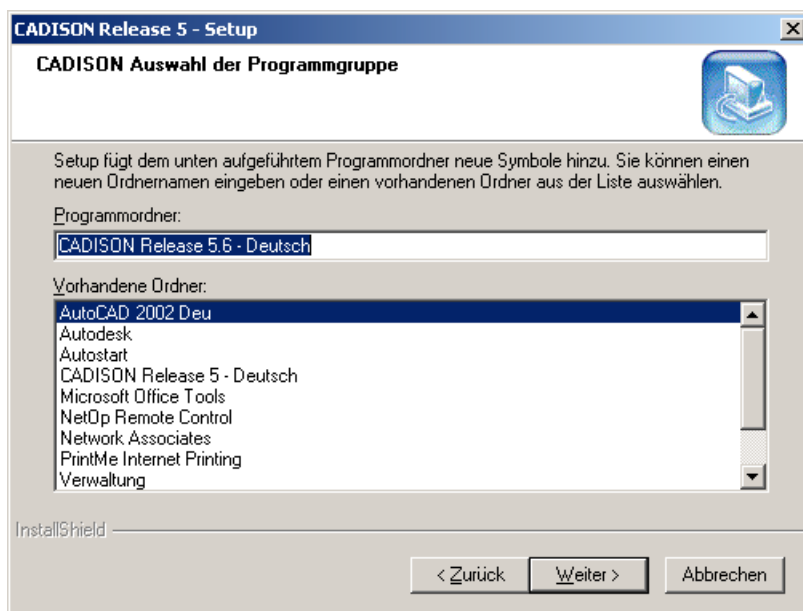 CADISON Release 5 - Setup
CADISON Auswahl der Programmgruppe
Setup fügt dem unten aufgeführtem Programmordner neue Symbole hinzu. Sie können einen
neuen Ordnernamen eingeben oder einen vorhandenen Ordner aus der Liste auswählen.
Programmordner:
CADISON Release 5.6 - Deutsch
Vorhandene Ordner:
AutoCAD 2002 Deu
Autodesk
Autostart
CADISON Release 5 - Deutsch
Microsoft Office Tools
NetOp Remote Control
Network Associates
PrintMe Internet Printing
Verwaltung
InstallShield
< Zurück
Weiter >
Abbrechen